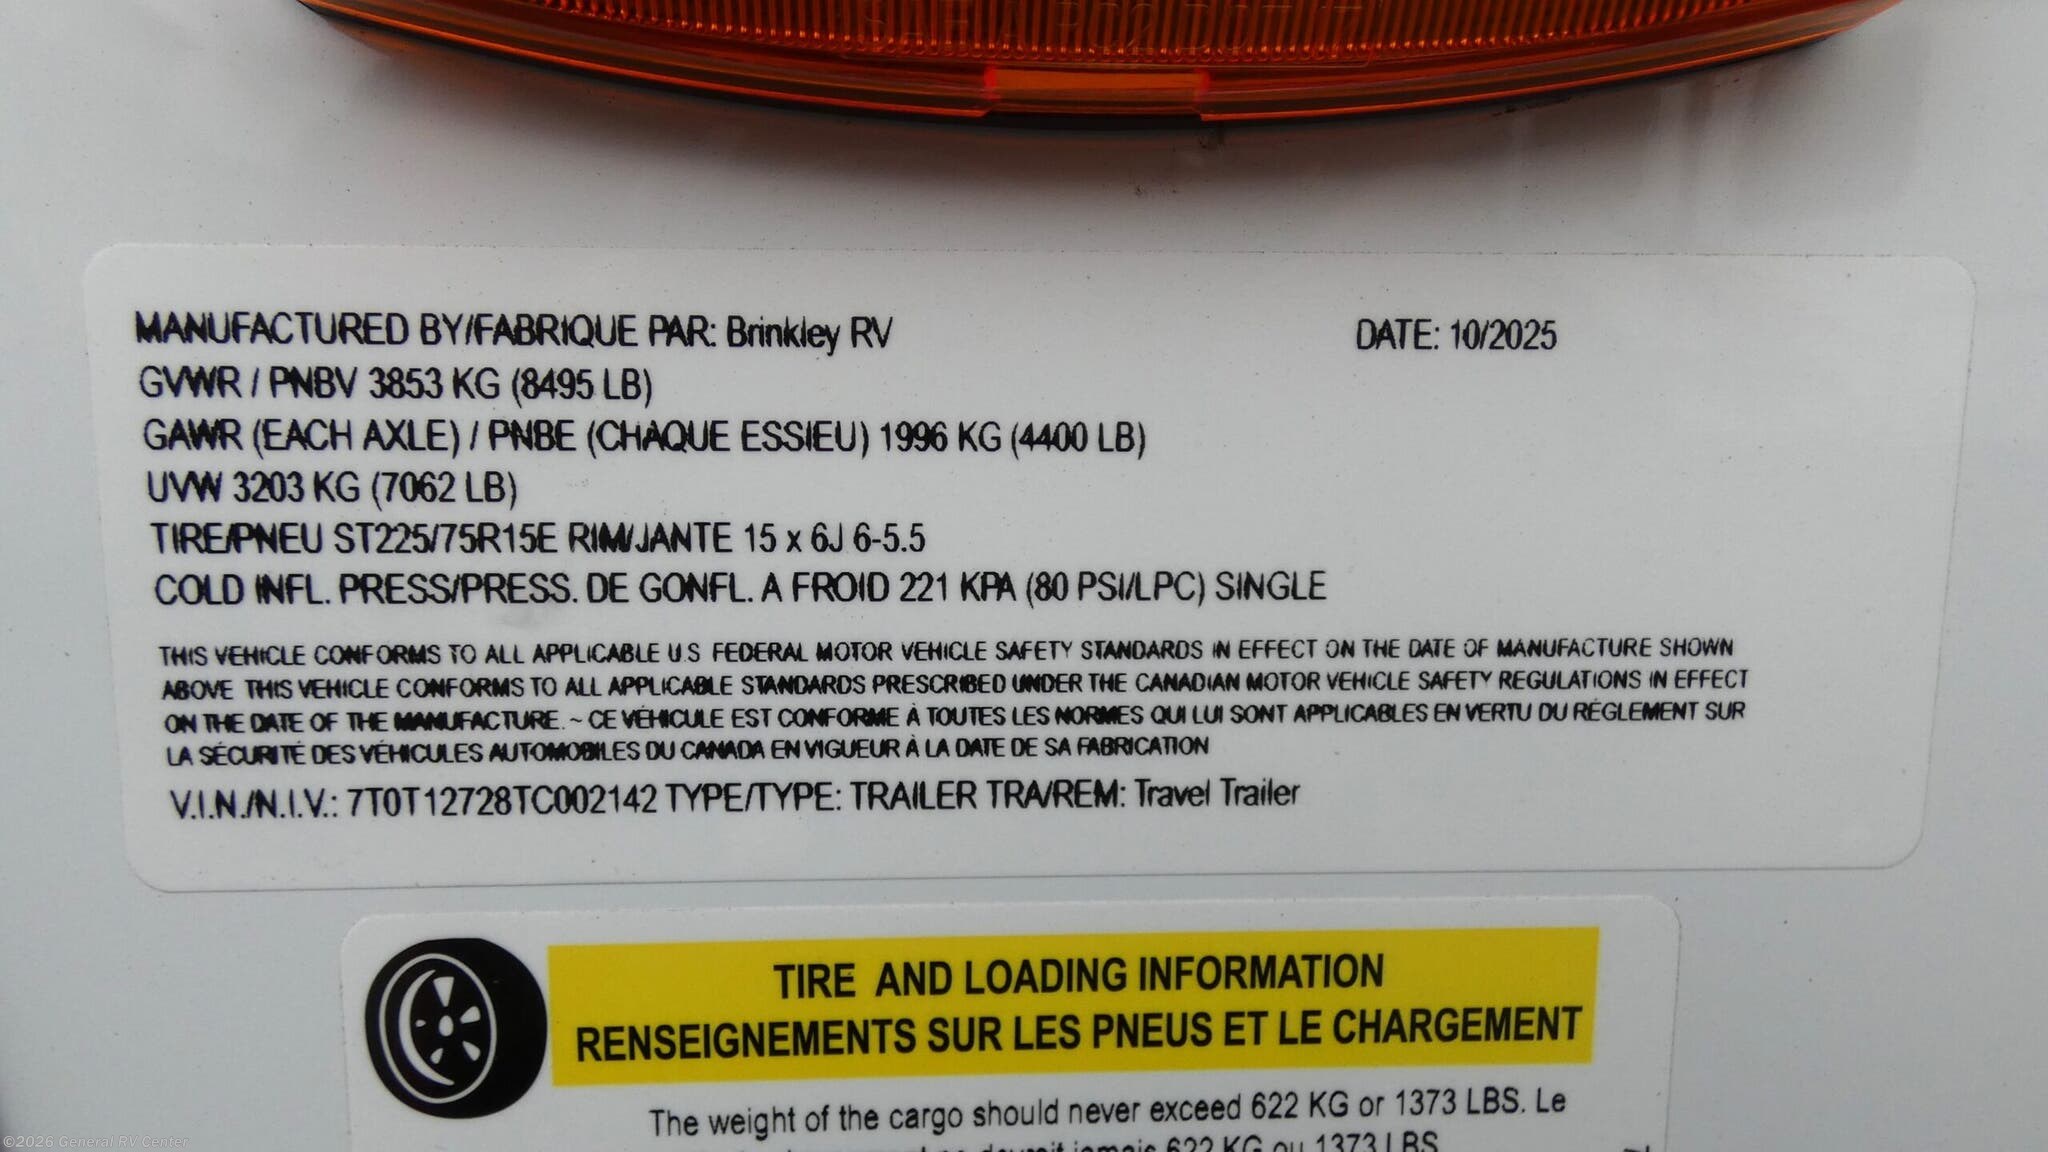 MANUFACTURED BY/FABRIQUE PAR: Brinkley RV DATE: 10/2025
GVWR / PNBV 3853 KG (8495 LB)
GAWR (EACH AXLE) / PNBE (CHAQUE ESSIEU) 1996 KG (4400 LB)
UVW 3203 KG (7062 LB)
TIRE/PNEU ST225/75R15E RIM/JANTE 15 x 6J 6-5.5
COLD INFL. PRESS/PRESS. DE GONFL. A FROID 221 KPA (80 PSI/LPC) SINGLE
THIS VEHICLE CONFORMS TO ALL APPLICABLE U.S FEDERAL MOTOR VEHICLE SAFETY STANDARDS IN EFFECT ON THE DATE OF MANUFACTURE SHOWN
ABOVE THIS VEHICLE CONFORMS TO ALL APPLICABLE STANDARDS PRESCRIBED UNDER THE CANADIAN MOTOR VEHICLE SAFETY REGULATIONS IN EFFECT
ON THE DATE OF THE MANUFACTURE. ~ CE VÉHICULE EST CONFORME À TOUTES LES NORMES QUI LUI SONT APPLICABLES EN VERTU DU RÉGLEMENT SUR
LA SÉCURITÉ DES VÉHICULES AUTOMOBILES DU CANADA EN VIGUEUR À LA DATE DE SA FABRICATION
V.I.N./N.I.V.: 7T0T12728TC002142 TYPE/TYPE: TRAILER TRA/REM: Travel Trailer
TIRE AND LOADING INFORMATION
RENSEIGNEMENTS SUR LES PNEUS ET LE CHARGEMENT
The weight of the cargo should never exceed 622 KG or 1373 LBS. Le
jamais 622 KG ou 1373 LBS
©2026 General RV Center